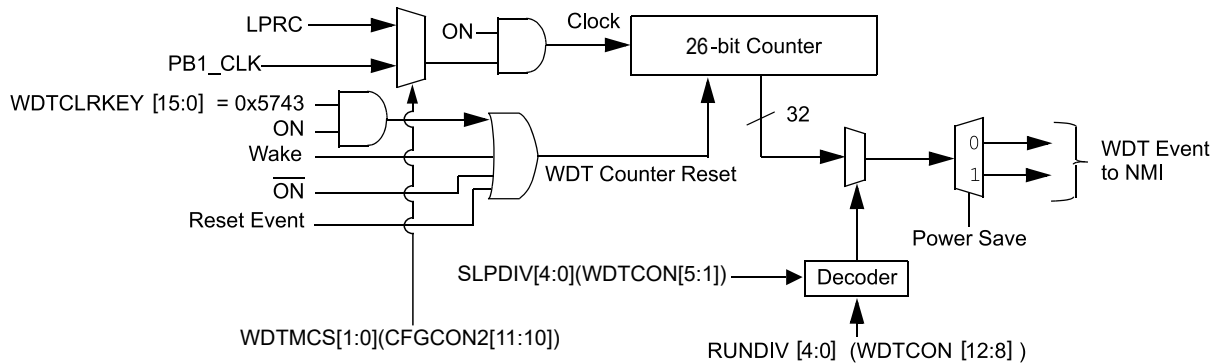 LPRC
ON
Clock
26-bit Counter
PB1_CLK
WDTCLRKEY [15:0] = 0x5743
ON
32
Wake
WDT Counter Reset
0
1
WDT Event
to NMI
ON
Reset Event
Power Save
SLPDIV[4:0](WDTCON[5:1])
Decoder
WDTMCS[1:0](CFGCON2[11:10])
RUNDIV [4:0] (WDTCON [12:8] )